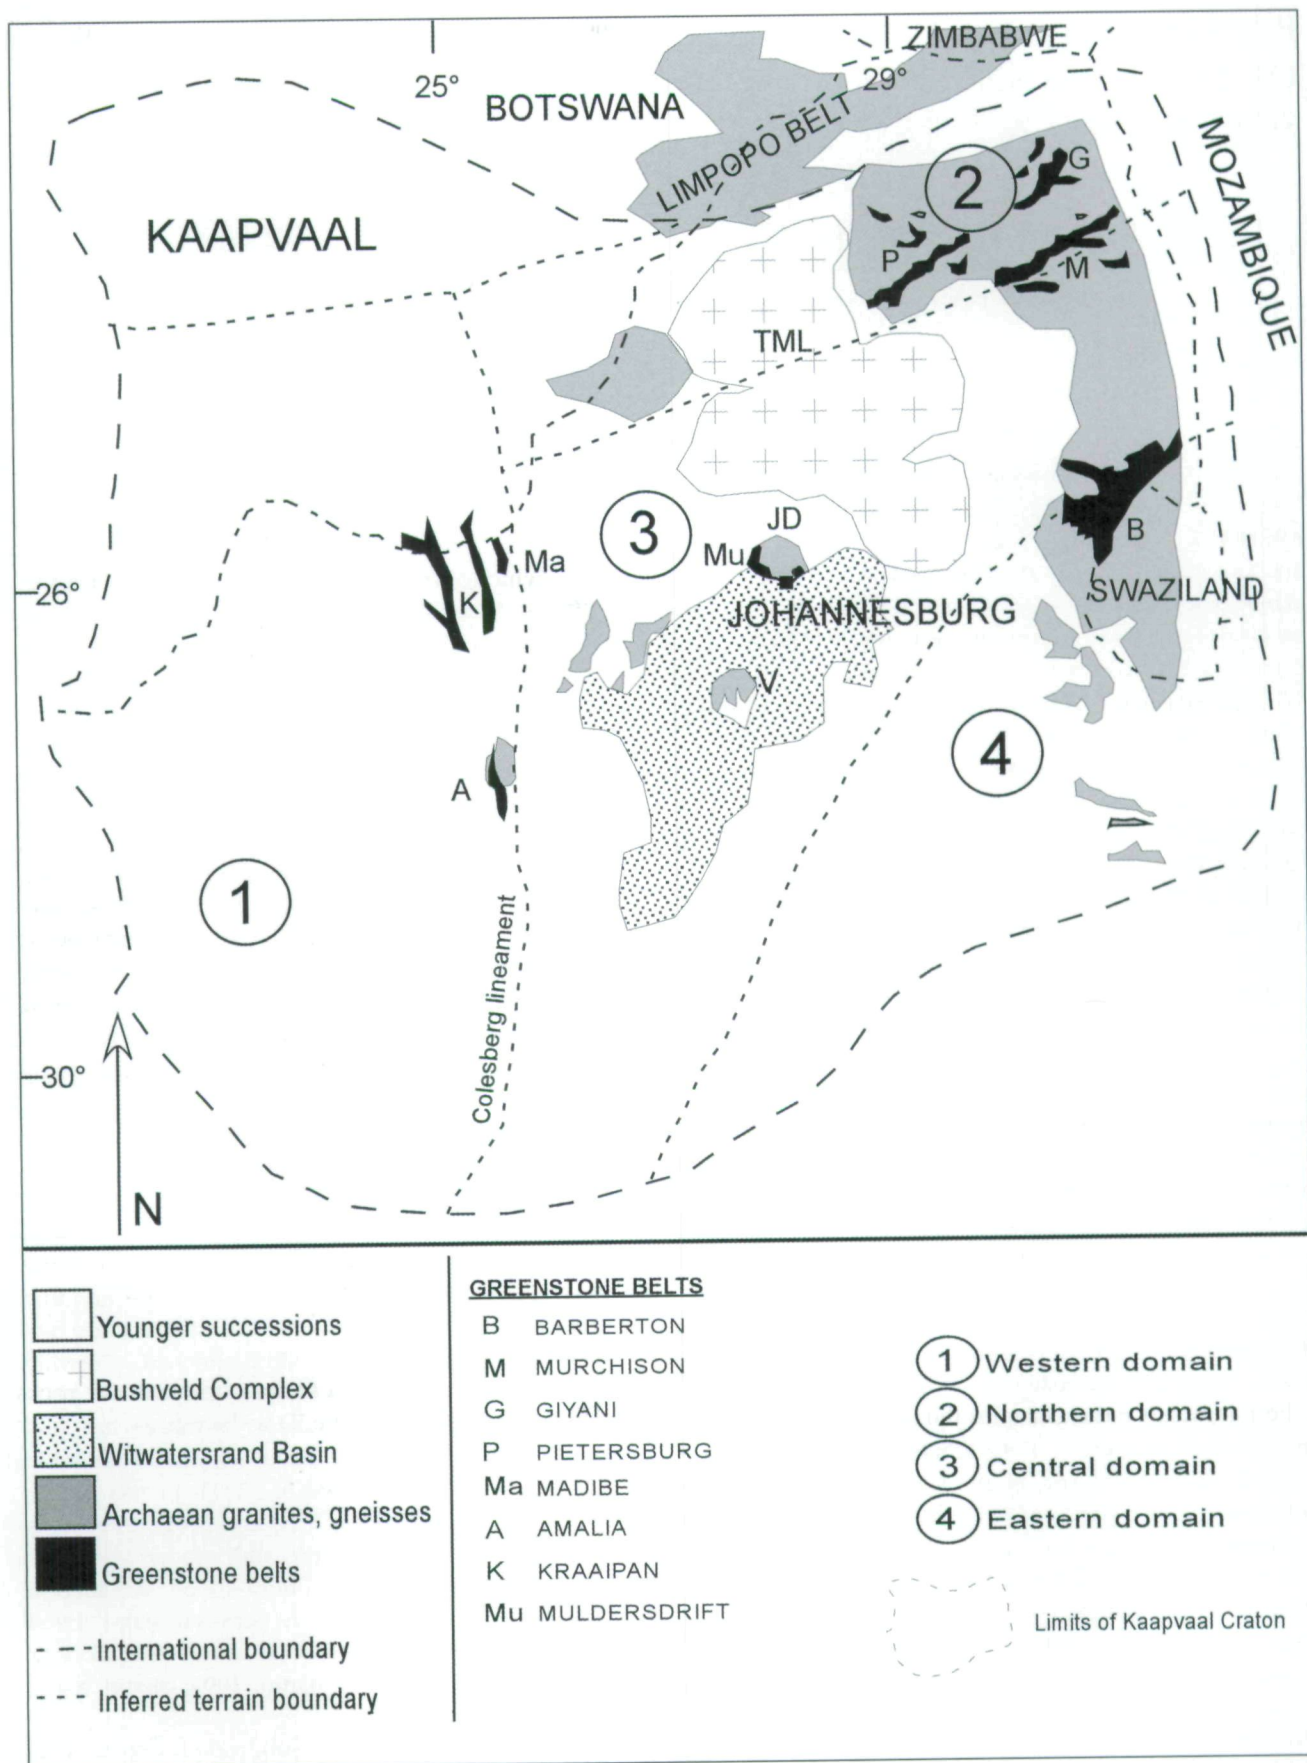 ZIMBABWE
25°
29°
BOTSWANA
LIMPOPO BELT
MOZAMBIQUE
2
G
KAAPVAAL
P
M
TML
3
JD
B
Mu
Ma
26°
K
SWAZILAND
JOHANNESBURG
V
4
A
1
Colesberg lineament
30°
N
Younger successions
Bushveld Complex
Witwatersrand Basin
Archaean granites, gneisses
Greenstone belts
International boundary
Inferred terrain boundary
GREENSTONE BELTS
B BARBERTON
M MURCHISON
G GIYANI
P PIETERSBURG
Ma MADIBE
A AMALIA
K KRAAIPAN
Mu MULDERSDRIFT
1 Western domain
2 Northern domain
3 Central domain
4 Eastern domain
Limits of Kaapvaal Craton